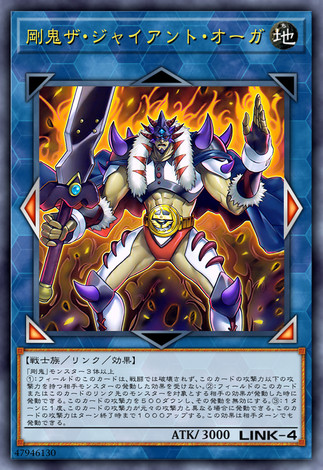 剛鬼ザ・ジャイアント・オーガ
地
【戦士族／リンク／効果】
「剛鬼」モンスター３体以上
①：フィールドのこのカードは、戦闘では破壊されず、このカードの攻撃力以下の攻
撃力を持つ相手モンスターの発動した効果を受けない。②：フィールドのこのカード
またはこのカードのリンク先のモンスターを対象とする相手の効果が発動した時に
発動できる。このカードの攻撃力を５００ダウンし、その発動を無効にする。③：１タ
ーンに１度、このカードの攻撃力が元々の攻撃力と異なる場合に発動できる。このカ
ードの攻撃力はターン終了時まで１０００アップする。この効果は相手ターンでも発
動できる。
ATK/3000 LINK-4
47946130